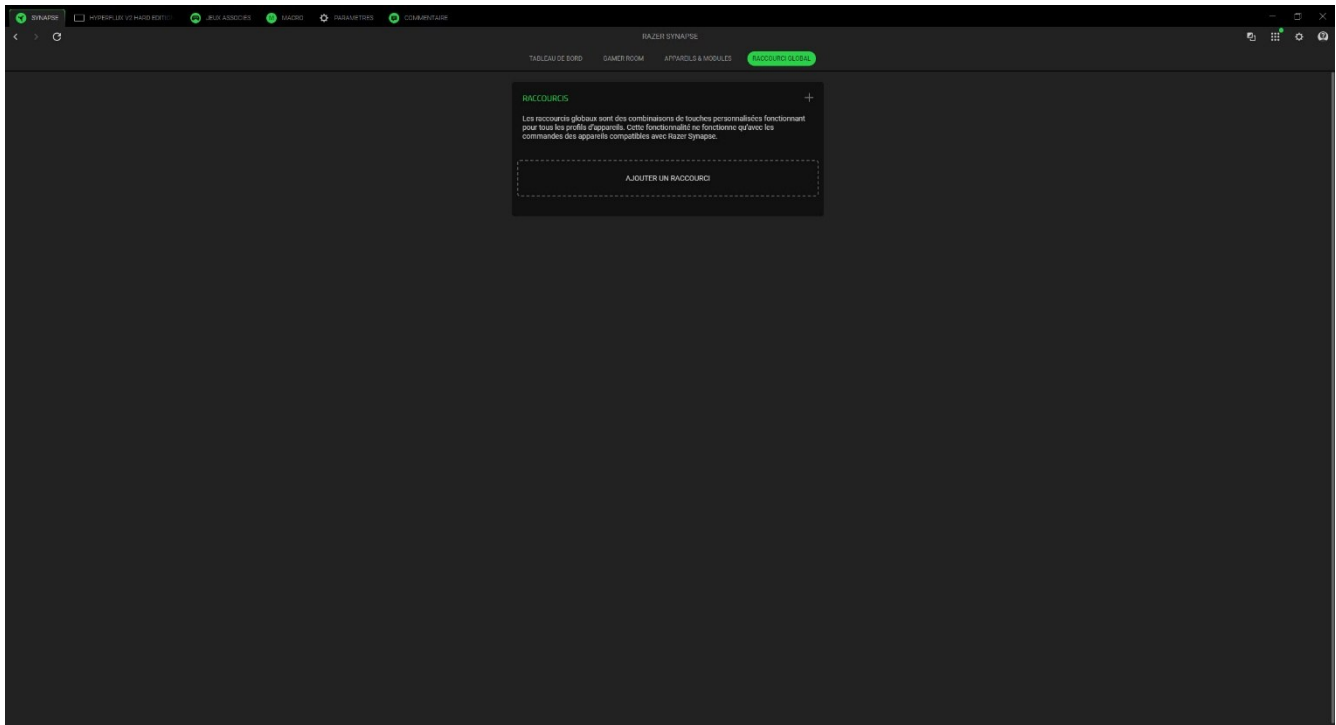 SYNAPSE HYPERFLUX V2 HARD EDITIO JEUX ASSOCIÉS MACRO PARAMÈTRES COMMENTAIRE
RAZER SYNAPSE
TABLEAU DE BORD GAMER ROOM APPAREILS & MODULES RACCOURCI GLOBAL
RACCOURCIS
Les raccourcis globaux sont des combinaisons de touches personnalisées fonctionnant
pour tous les profils d'appareils. Cette fonctionnalité ne fonctionne qu'avec les
commandes des appareils compatibles avec Razer Synapse.
AJOUTER UN RACCOURCI